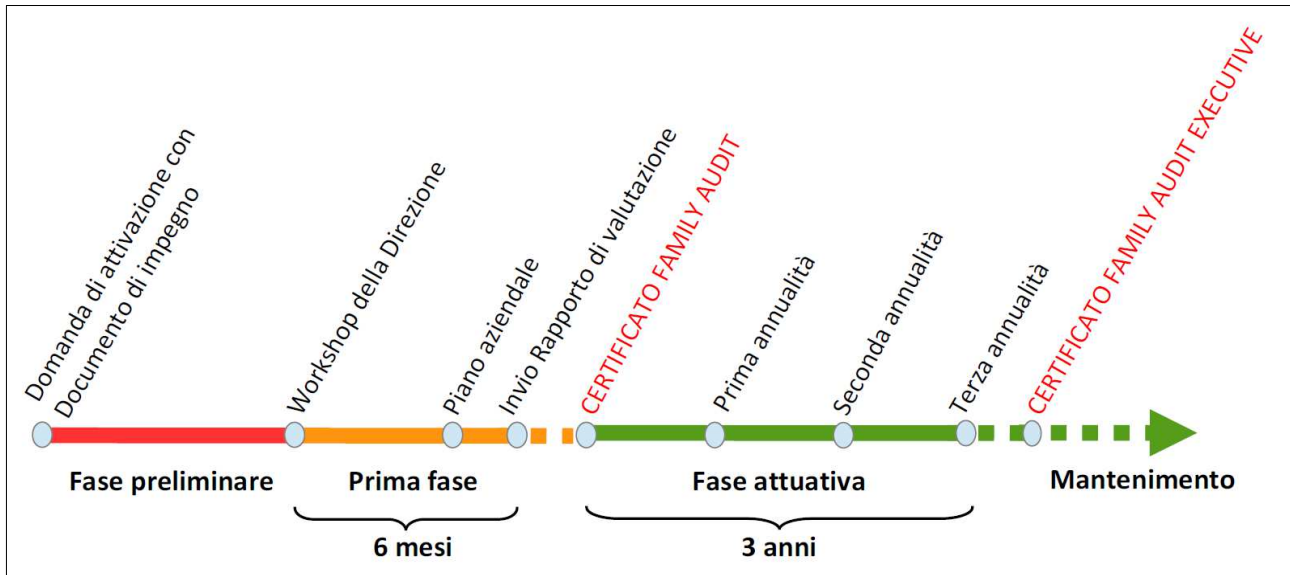 Domanda di attivazione con
Documento di impegno
Workshop della Direzione
Piano aziendale
Invio Rapporto di valutazione
CERTIFICATO FAMILY AUDIT
Prima annualità
Seconda annualità
Terza annualità
CERTIFICATO FAMILY AUDIT EXECUTIVE
Fase preliminare
Prima fase
Fase attuativa
Mantenimento
6 mesi
3 anni